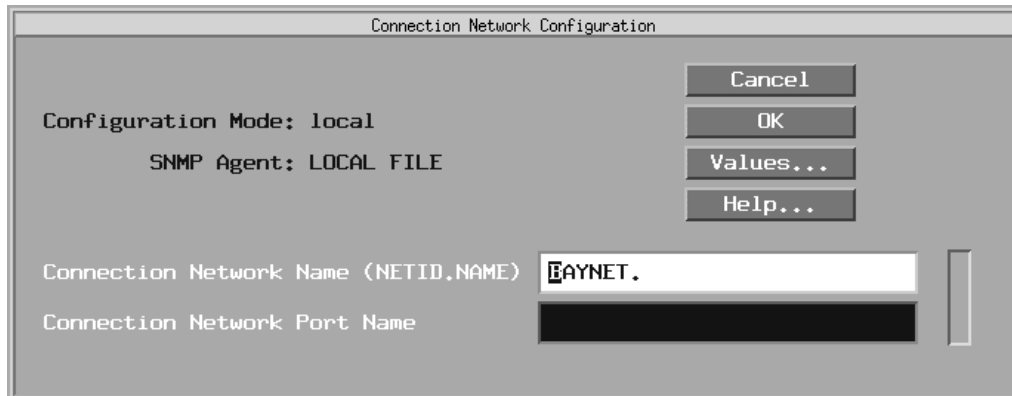 Connection Network Configuration
Cancel
Configuration Mode: local
OK
SNMP Agent: LOCAL FILE
Values...
Help...
Connection Network Name (NETID.NAME)
BAYNET.
Connection Network Port Name